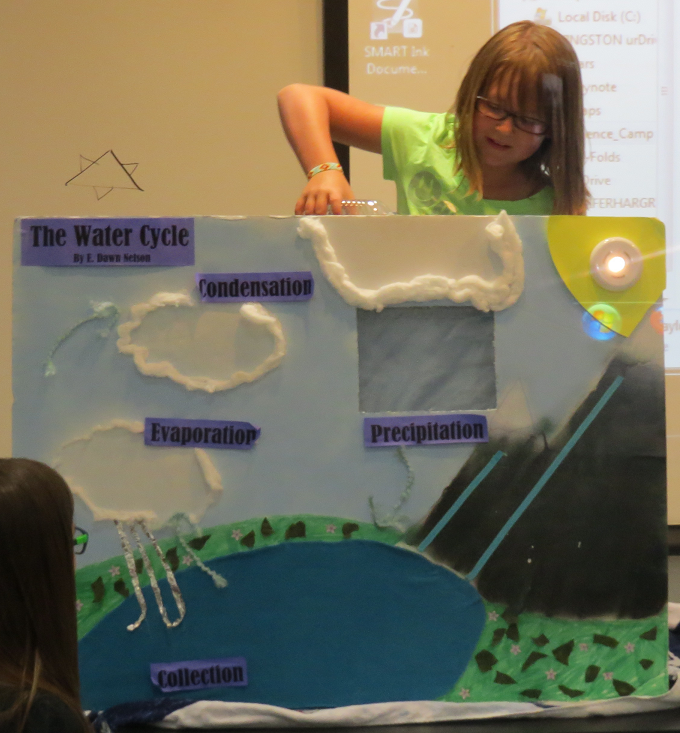 SMART Ink
Docume...
Local Disk (C:)
The Water Cycle
By E. Dawn Nelson
Condensation
Evaporation
Precipitation
Collection